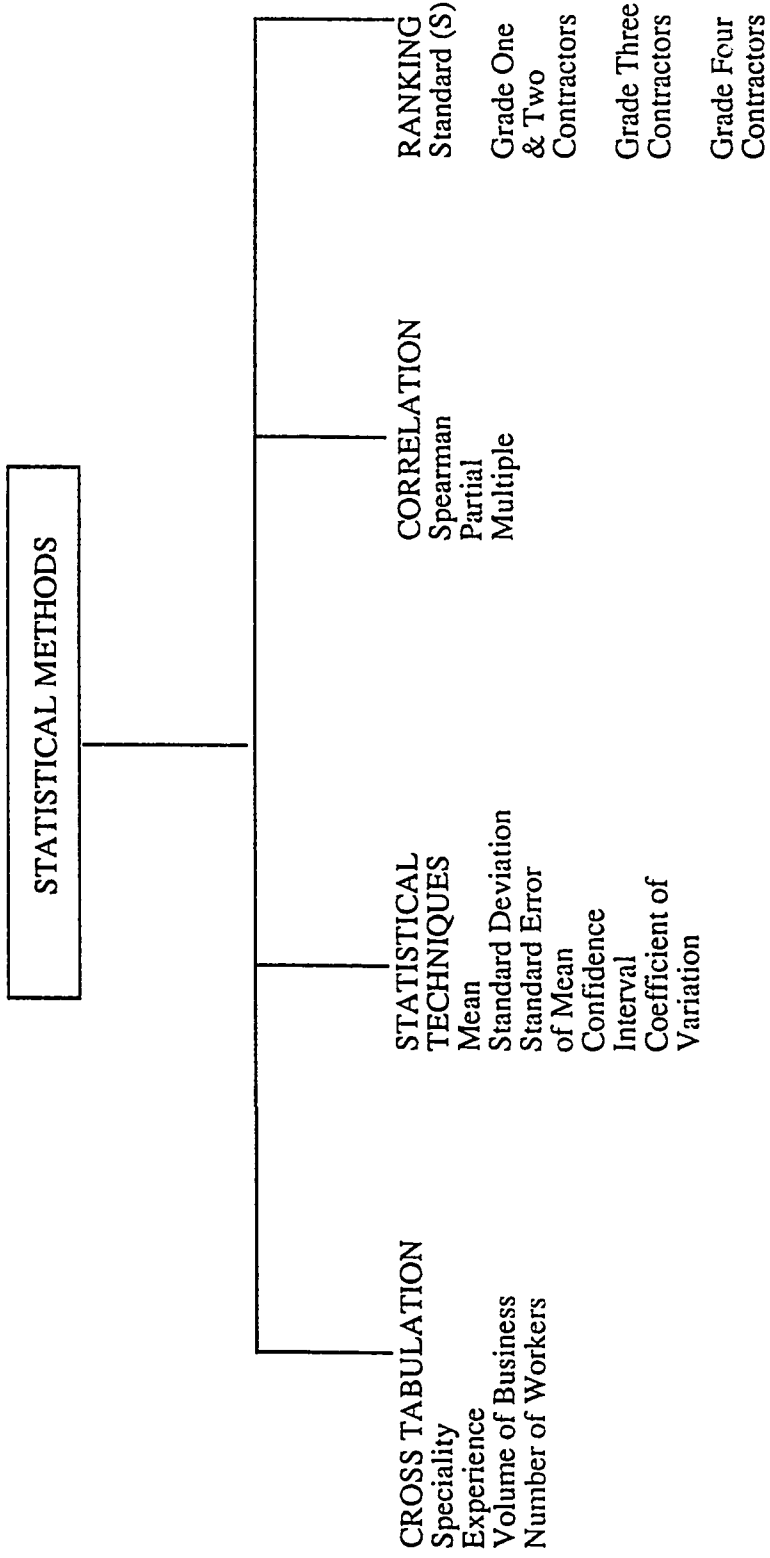 STATISTICAL METHODS
CROSS TABULATION
Speciality
Experience
Volume of Business
Number of Workers
STATISTICAL
TECHNIQUES
Mean
Standard Deviation
Standard Error
of Mean
Confidence
Interval
Coefficient of
Variation
CORRELATION
Spearman
Partial
Multiple
RANKING
Standard (S)
Grade One
& Two
Contractors
Grade Three
Contractors
Grade Four
Contractors